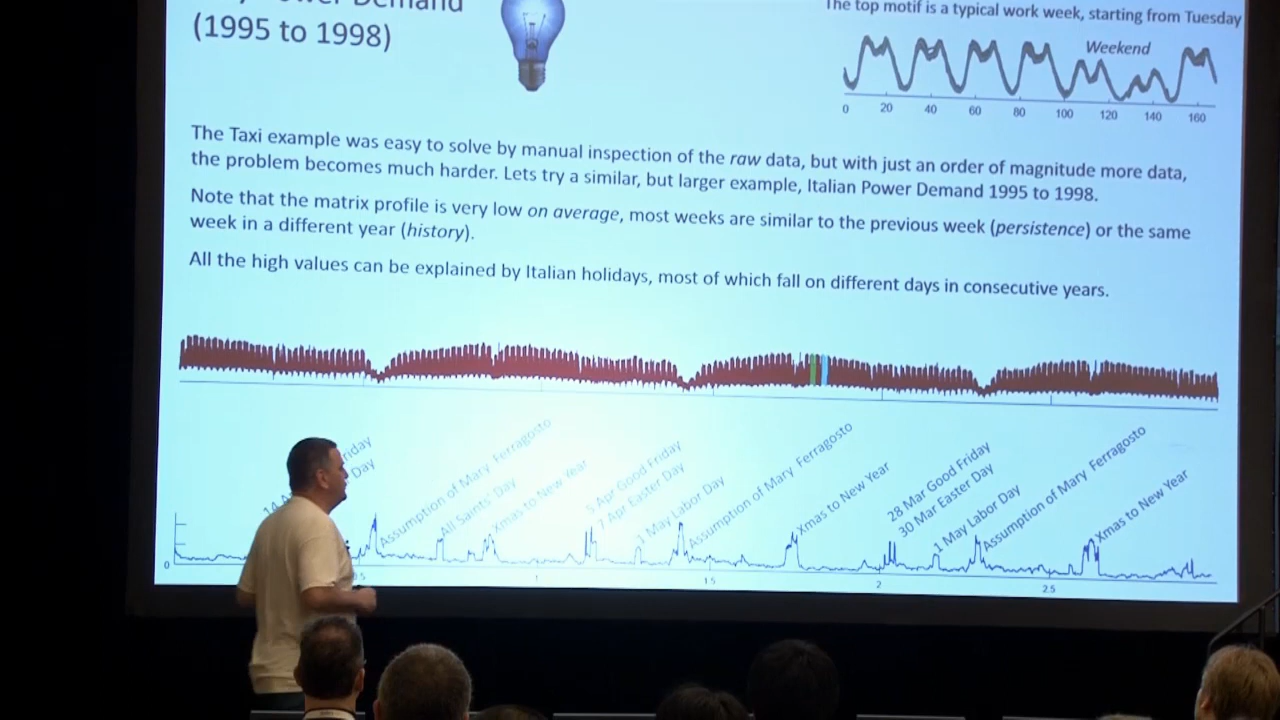 Power Demand
(1995 to 1998)
The top motif is a typical work week, starting from Tuesday
Weekend
0 20 40 60 80 100 120 140 160
The Taxi example was easy to solve by manual inspection of the raw data, but with just an order of magnitude more data,
the problem becomes much harder. Lets try a similar, but larger example, Italian Power Demand 1995 to 1998.
Note that the matrix profile is very low on average, most weeks are similar to the previous week (persistence) or the same
week in a different year (history).
All the high values can be explained by Italian holidays, most of which fall on different days in consecutive years.
Day
Assumption of Mary Ferragosto
All Saints' Day
Xmas to New Year
5 Apr Good Friday
7 Apr Easter Day
1 May Labor Day
Assumption of Mary Ferragosto
Xmas to New Year
28 Mar Good Friday
30 Mar Easter Day
1 May Labor Day
Assumption of Mary Ferragosto
Xmas to New Year
0 1 1.5 2 2.5